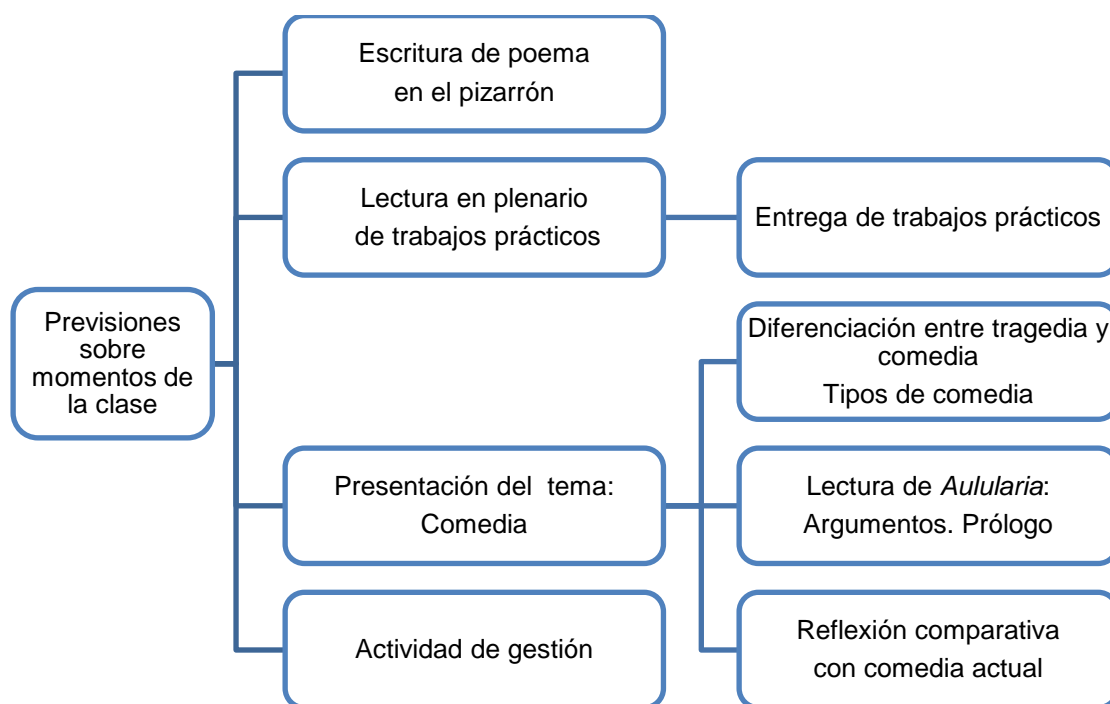 Previsiones
sobre
momentos de
la clase
Escritura de poema
en el pizarrón
Lectura en plenario
de trabajos prácticos
Entrega de trabajos prácticos
Presentación del tema:
Comedia
Diferenciación entre tragedia y
comedia
Tipos de comedia
Lectura de Aulularia:
Argumentos. Prólogo
Reflexión comparativa
con comedia actual
Actividad de gestión